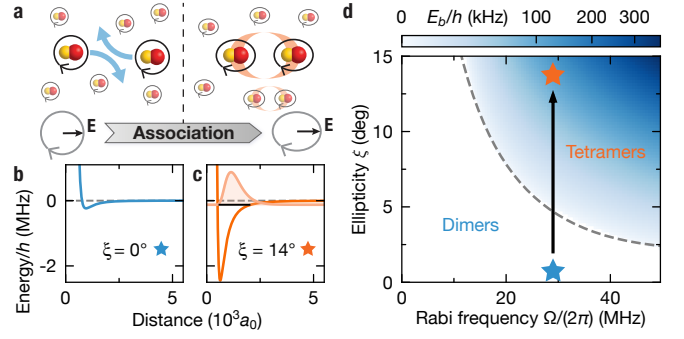 a
E
Association
E
b
c
Energy/h (MHz)
0
−2
ξ = 0°
ξ = 14°
0
5
0
5
Distance (10³a₀)
d
E_b/h (kHz)
0
100
200
300
Ellipticity ξ (deg)
15
10
5
0
Tetramers
Dimers
0
20
40
Rabi frequency Ω/(2π) (MHz)